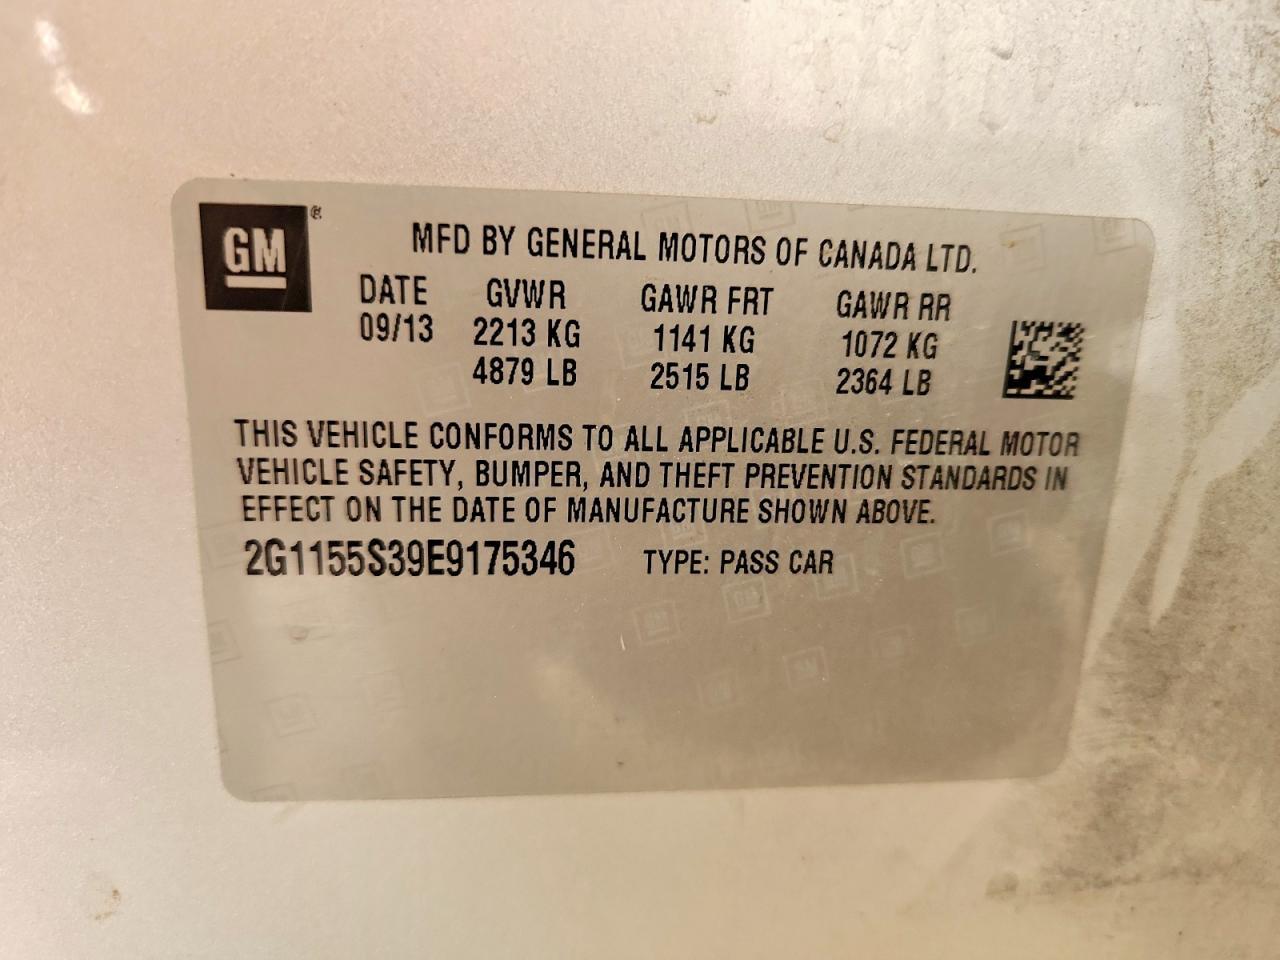 GM ®
MFD BY GENERAL MOTORS OF CANADA LTD.
DATE GVWR GAWR FRT GAWR RR
09/13 2213 KG 1141 KG 1072 KG
4879 LB 2515 LB 2364 LB
THIS VEHICLE CONFORMS TO ALL APPLICABLE U.S. FEDERAL MOTOR
VEHICLE SAFETY, BUMPER, AND THEFT PREVENTION STANDARDS IN
EFFECT ON THE DATE OF MANUFACTURE SHOWN ABOVE.
2G1155S39E9175346 TYPE: PASS CAR